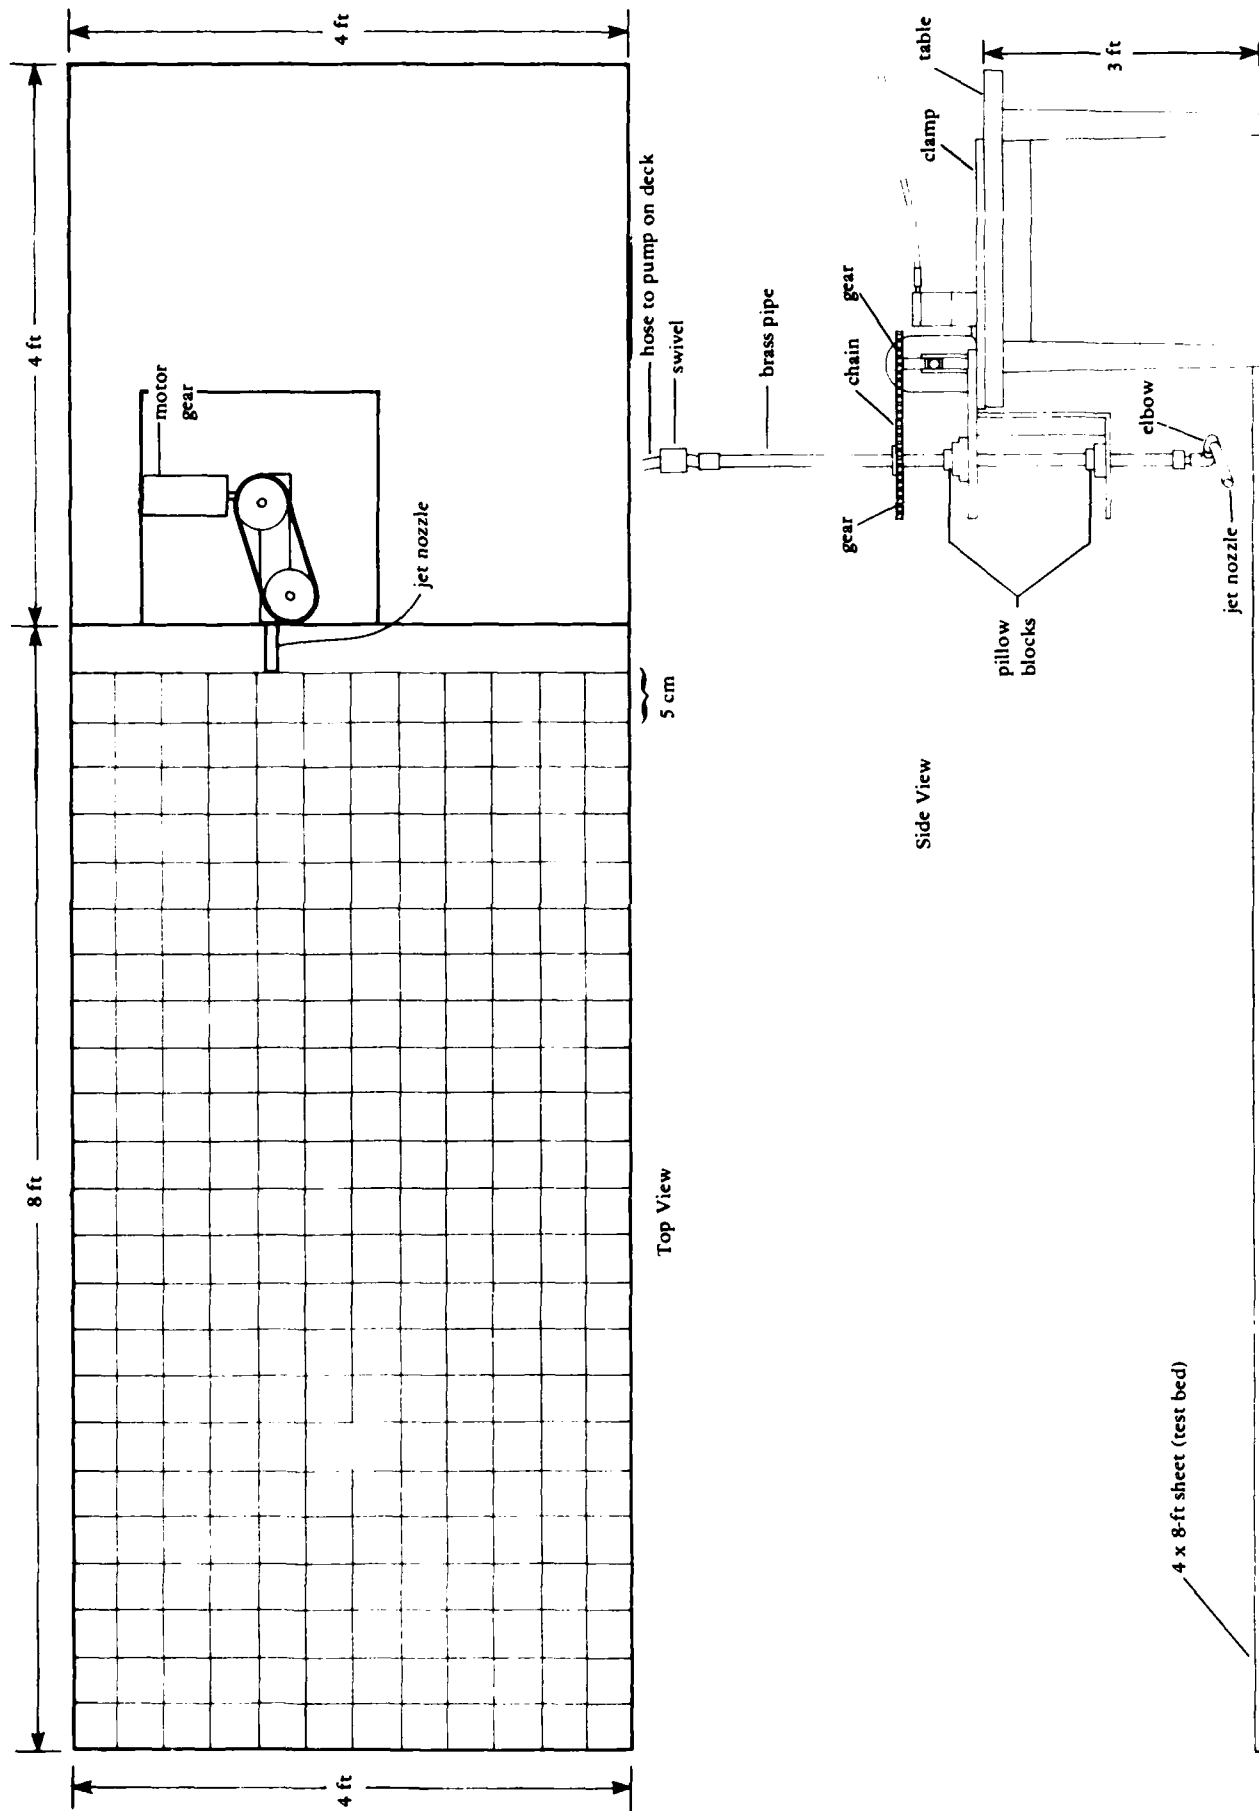 4 ft
4 ft
8 ft
4 ft
motor
gear
jet nozzle
5 cm
Top View
hose to pump on deck
swivel
brass pipe
gear
chain
gear
pillow
blocks
clamp
table
3 ft
elbow
jet nozzle
Side View
4 x 8-ft sheet (test bed)